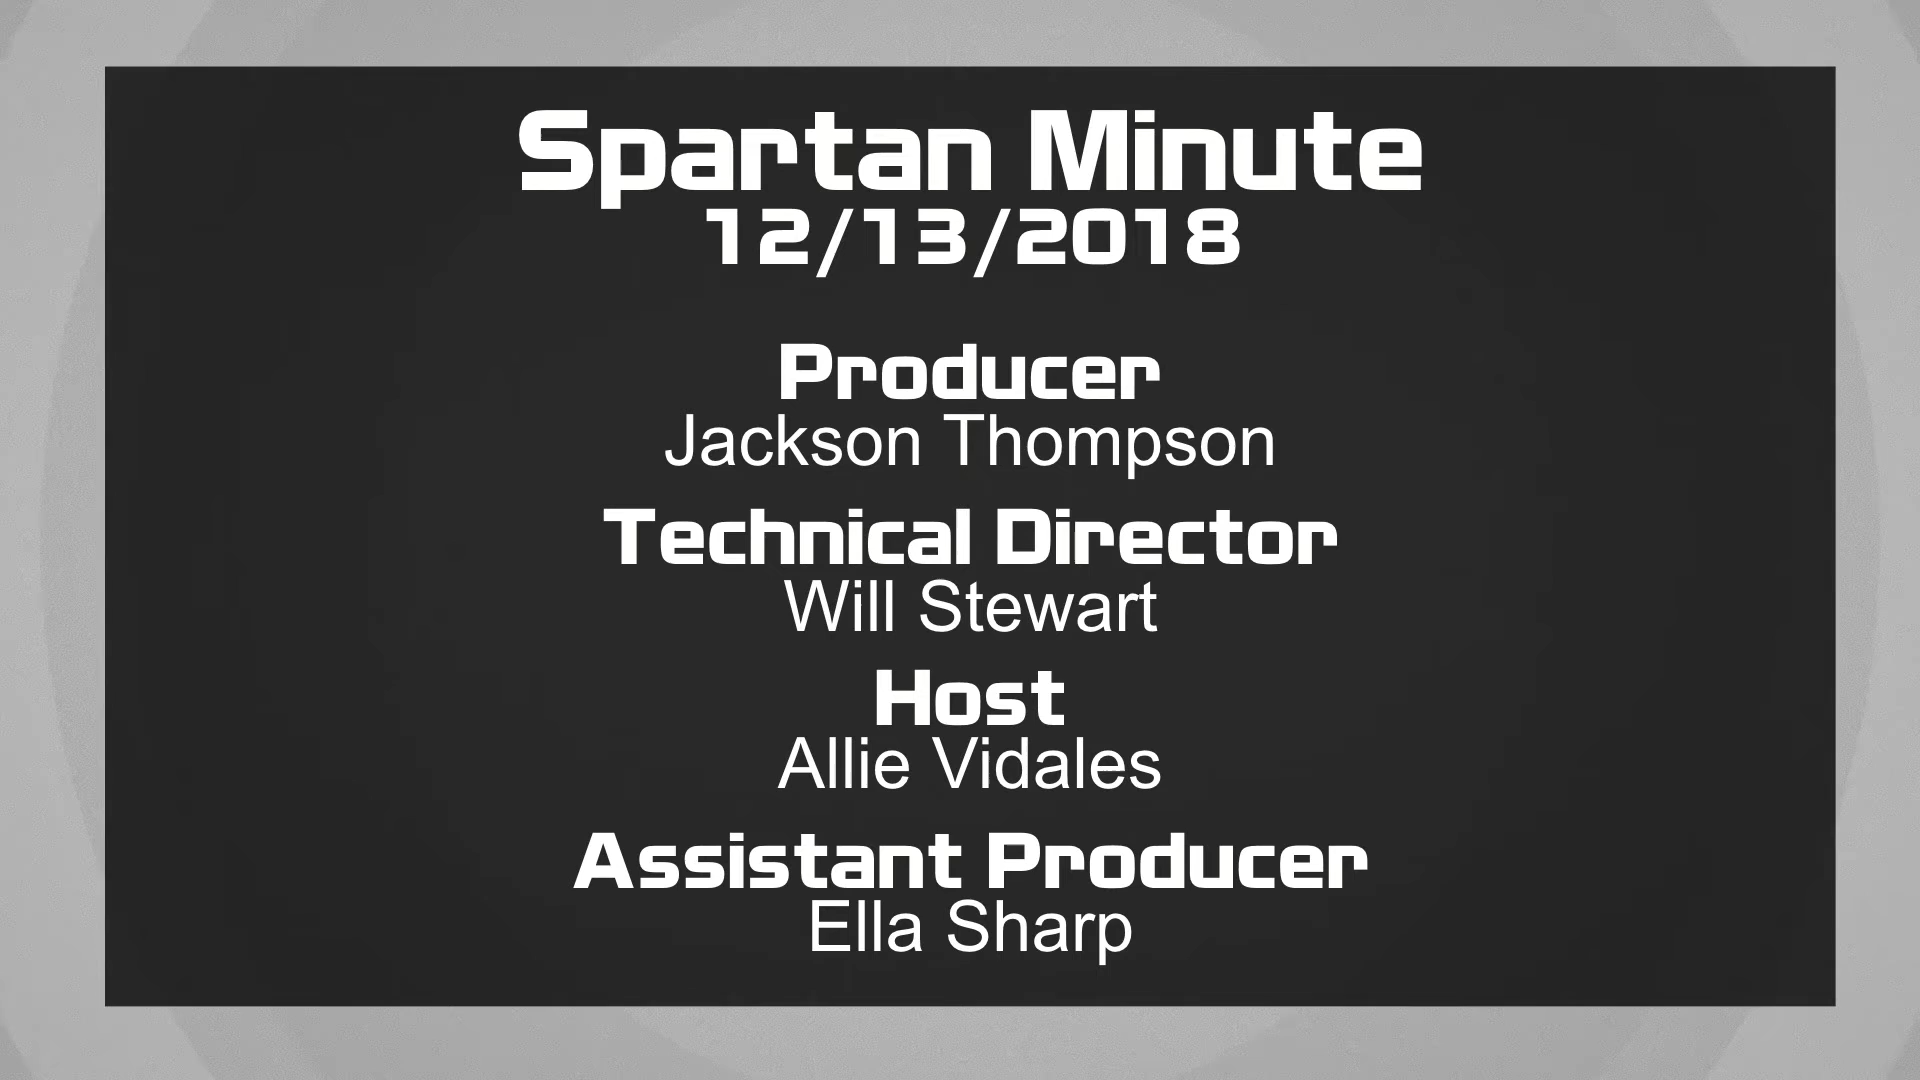 Spartan Minute
12/13/2018
Producer
Jackson Thompson
Technical Director
Will Stewart
Host
Allie Vidales
Assistant Producer
Ella Sharp